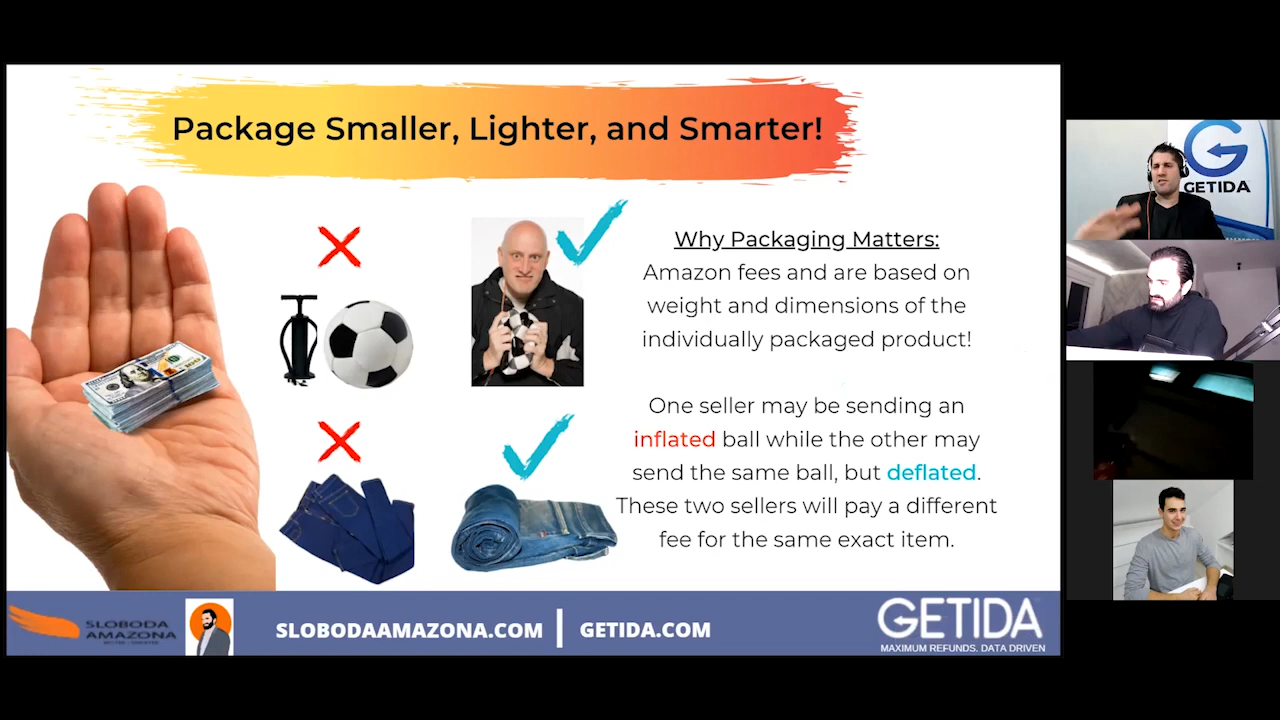 Package Smaller, Lighter, and Smarter!
Why Packaging Matters:
Amazon fees and are based on
weight and dimensions of the
individually packaged product!
One seller may be sending an
inflated ball while the other may
send the same ball, but deflated.
These two sellers will pay a different
fee for the same exact item.
SLOBODA
AMAZONA
SLOBODAAMAZONA.COM | GETIDA.COM
GETIDA
MAXIMUM REFUNDS. DATA DRIVEN
GETIDA